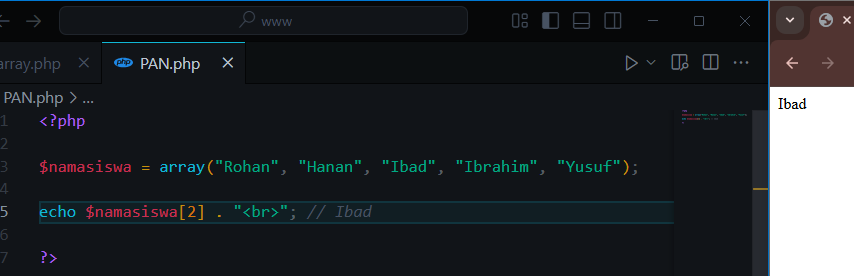 www
array.php
PAN.php
PAN.php > ...
1 <?php
2
3 $namasiswa = array("Rohan", "Hanan", "Ibad", "Ibrahim", "Yusuf");
4
5 echo $namasiswa[2] . "<br>"; // Ibad
6
7 ?>
Ibad